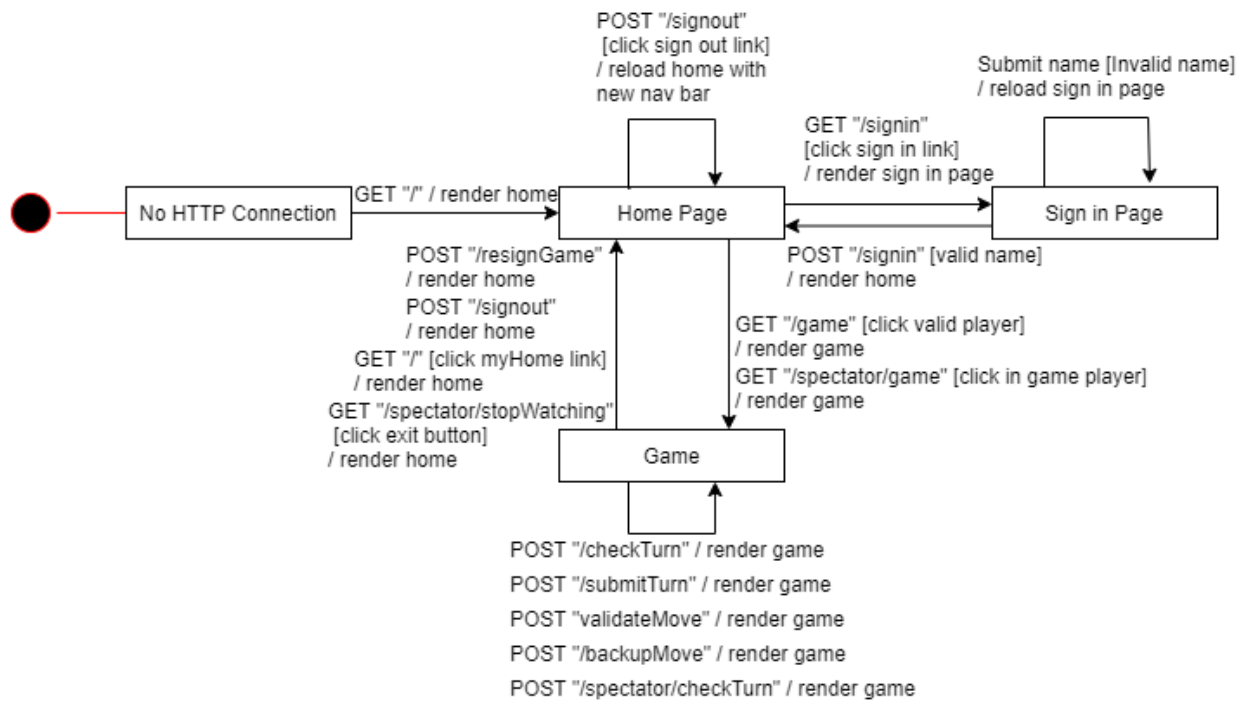 POST "/signout"
[click sign out link]
/ reload home with
new nav bar
Submit name [Invalid name]
/ reload sign in page
GET "/signin"
[click sign in link]
/ render sign in page
No HTTP Connection
GET "/" / render home
Home Page
Sign in Page
POST "/resignGame"
/ render home
POST "/signout"
/ render home
GET "/" [click myHome link]
/ render home
GET "/spectator/stopWatching"
[click exit button]
/ render home
POST "/signin" [valid name]
/ render home
GET "/game" [click valid player]
/ render game
GET "/spectator/game" [click in game player]
/ render game
Game
POST "/checkTurn" / render game
POST "/submitTurn" / render game
POST "validateMove" / render game
POST "/backupMove" / render game
POST "/spectator/checkTurn" / render game